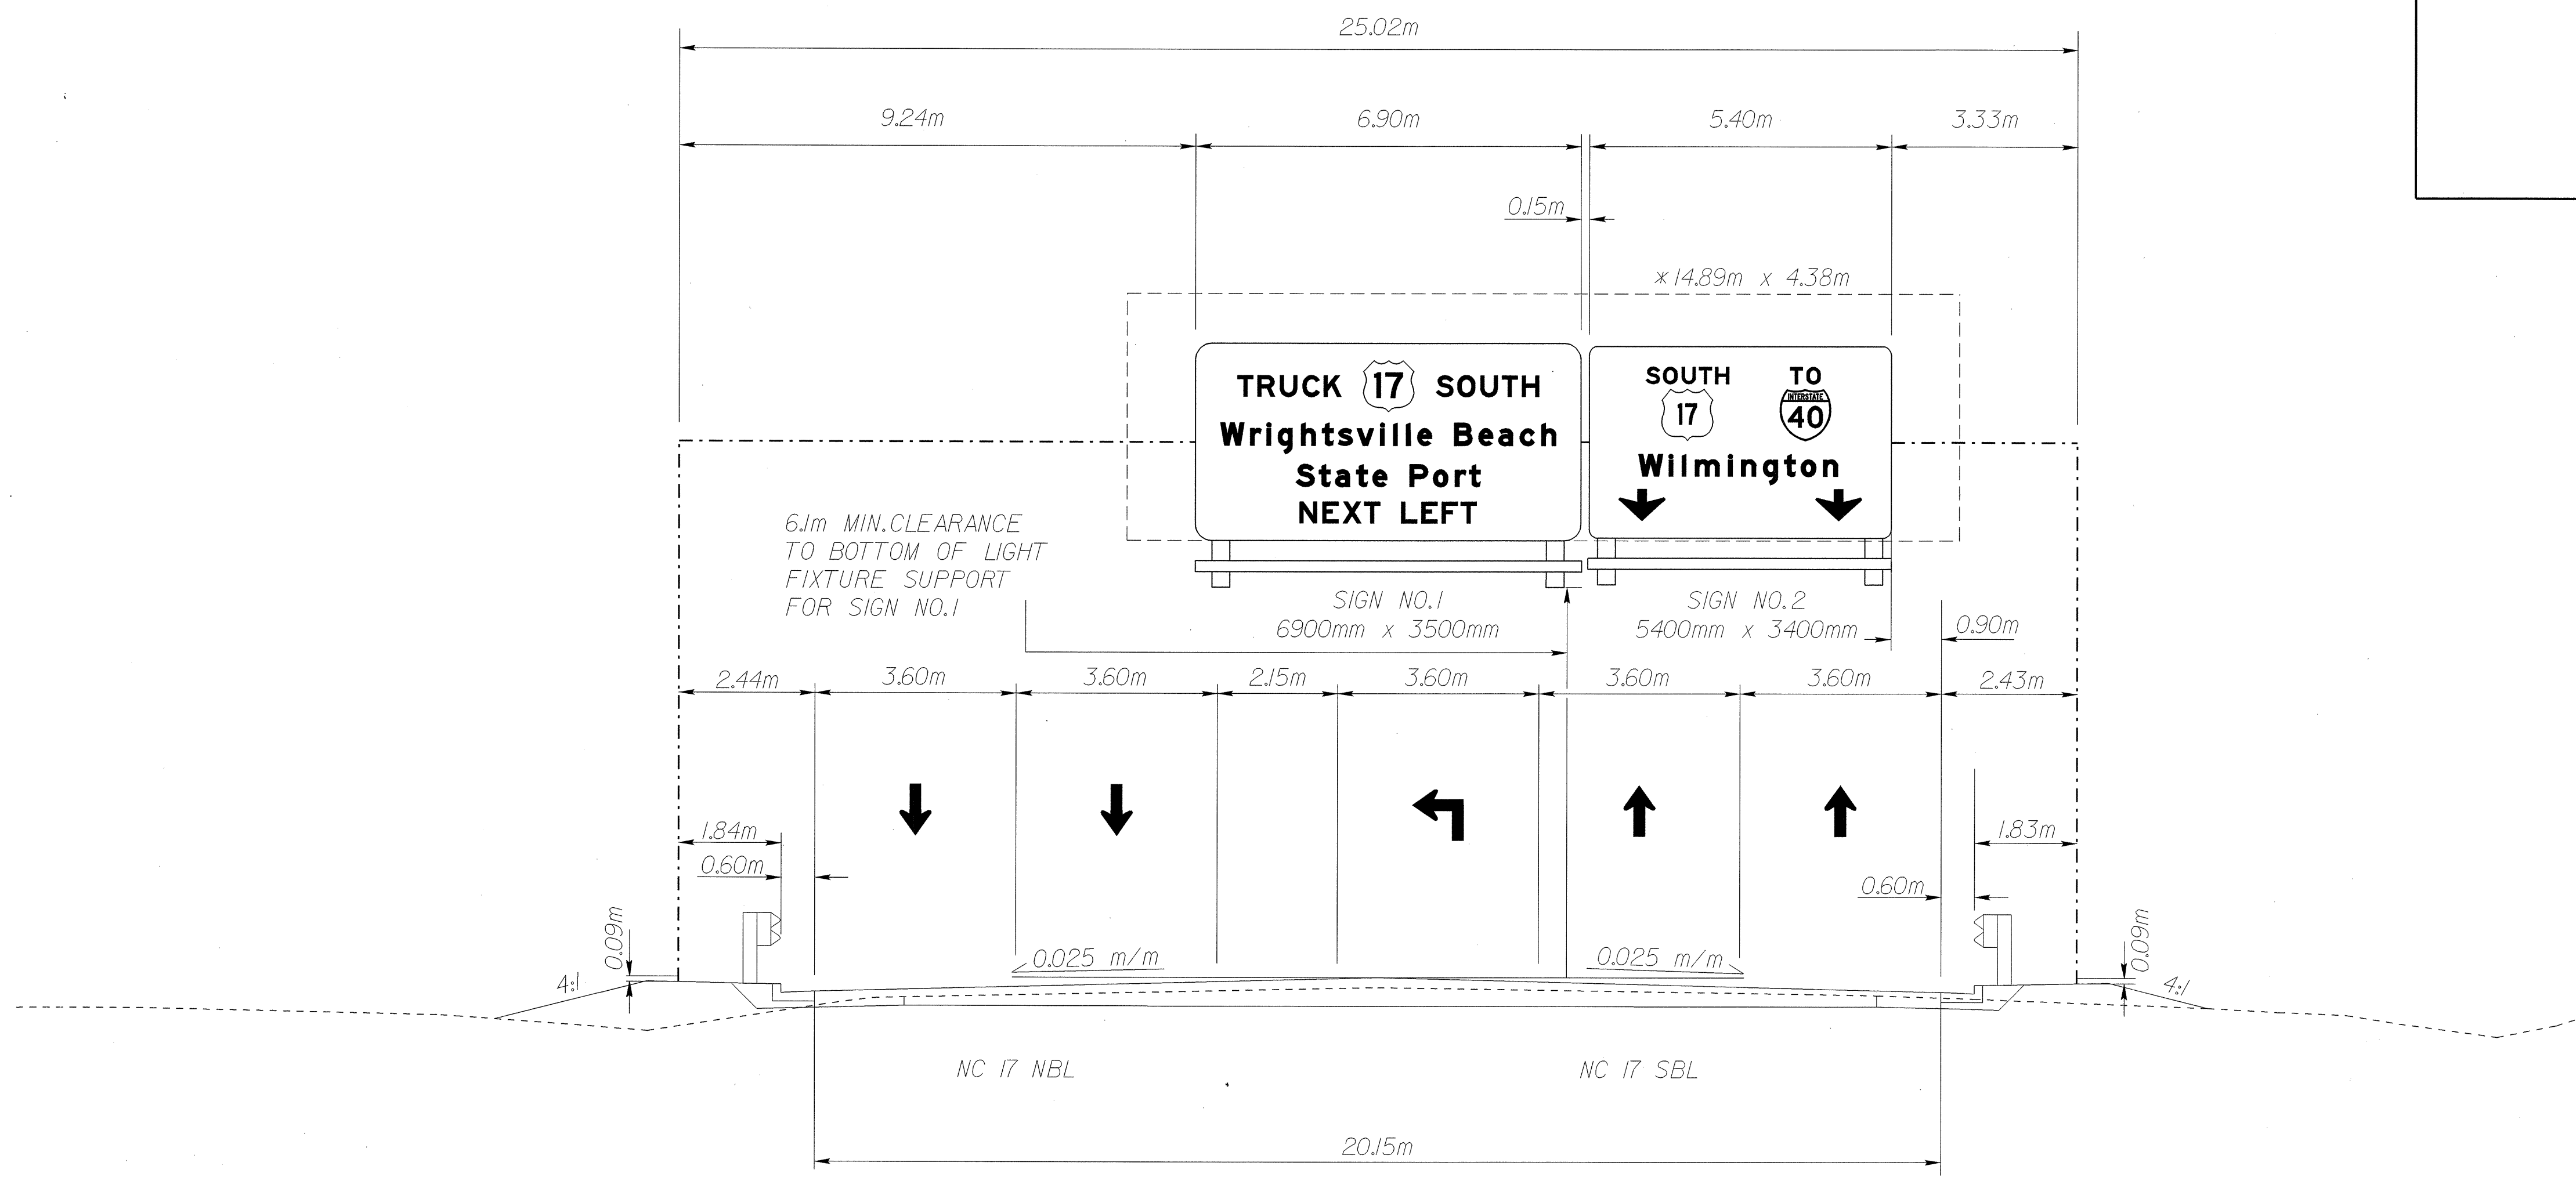 25.02m
9.24m 6.90m 5.40m 3.33m
0.15m
*14.89m x 4.38m
TRUCK 17 SOUTH
Wrightsville Beach
State Port
NEXT LEFT
SOUTH TO
17 INTERSTATE 40
Wilmington
6.1m MIN. CLEARANCE
TO BOTTOM OF LIGHT
FIXTURE SUPPORT
FOR SIGN NO.1
SIGN NO.1
6900mm x 3500mm
SIGN NO.2
5400mm x 3400mm
0.90m
2.44m 3.60m 3.60m 2.15m 3.60m 3.60m 3.60m 2.43m
1.84m
0.60m
1.83m
0.60m
0.09m
0.09m
4:1
0.025 m/m
0.025 m/m
4:1
NC 17 NBL
NC 17 SBL
20.15m